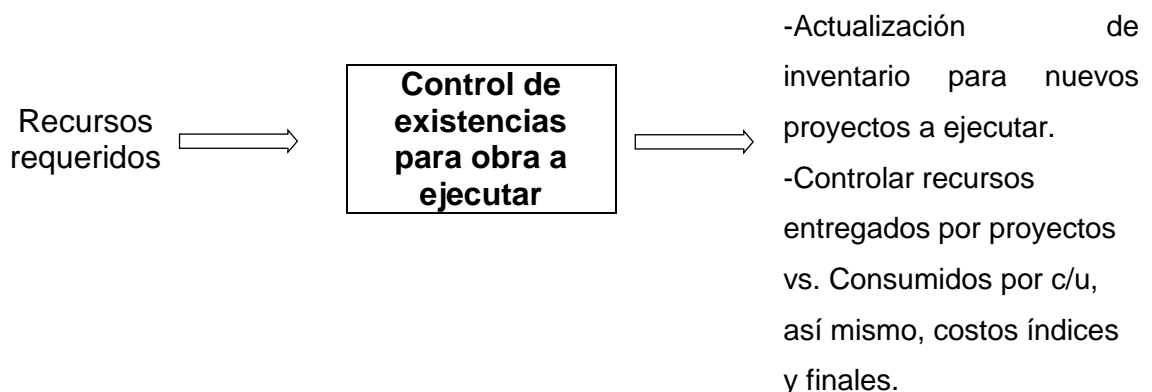 Recursos
requeridos
Control de
existencias
para obra a
ejecutar
-Actualización de
inventario para nuevos
proyectos a ejecutar.
-Controlar recursos
entregados por proyectos
vs. Consumidos por c/u,
así mismo, costos índices
y finales.